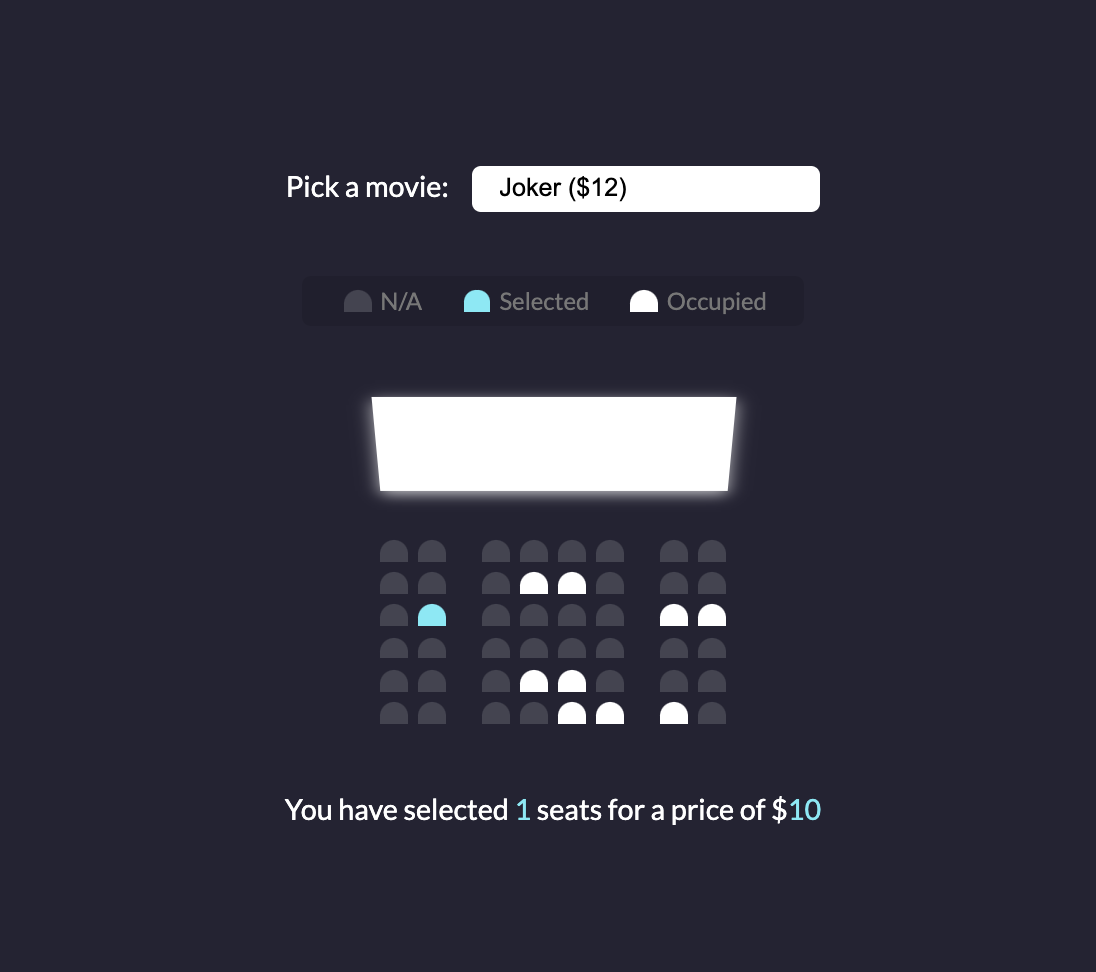 Pick a movie: Joker ($12)
N/A Selected Occupied
You have selected 1 seats for a price of $10